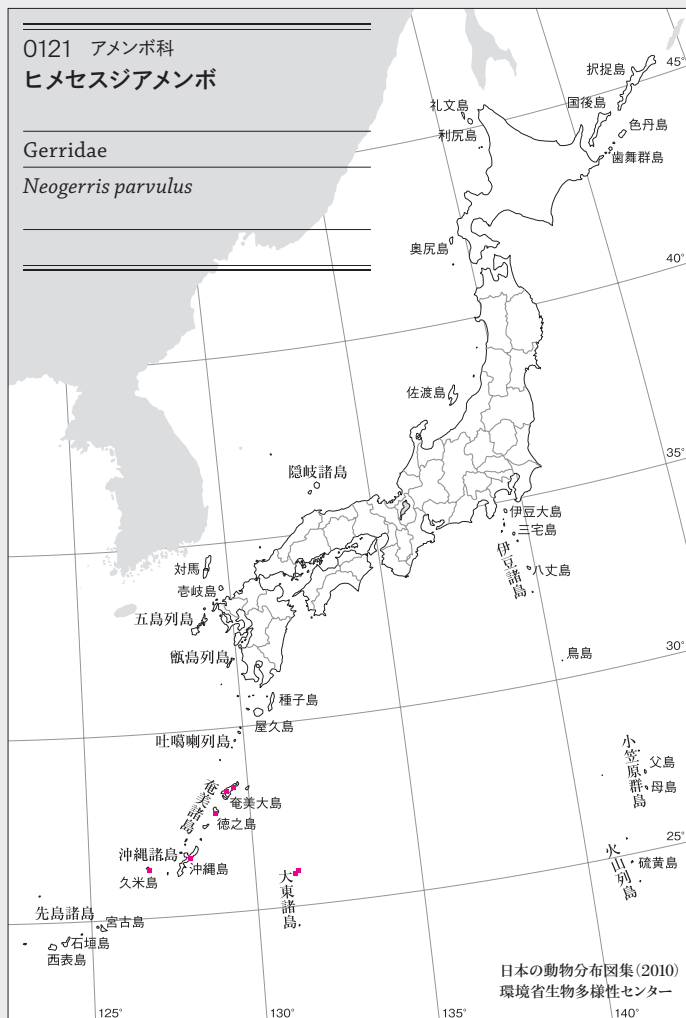 0121 アメンボ科
ヒメセスジアメンボ
Gerridae
Neogerris parvulus
45°
択捉島
国後島
礼文島
色丹島
利尻島
歯舞群島
奥尻島
40°
佐渡島
35°
隠岐諸島
伊豆大島
三宅島
伊豆諸島
八丈島
対馬
壱岐島
五島列島
甑島列島
鳥島
30°
種子島
屋久島
吐噶喇列島
小笠原群島
父島
母島
奄美諸島
奄美大島
徳之島
25°
沖縄諸島
沖縄島
久米島
大東諸島
火山列島
硫黄島
先島諸島
宮古島
石垣島
西表島
日本の動物分布図集(2010)
環境省生物多様性センター
125°
130°
135°
140°